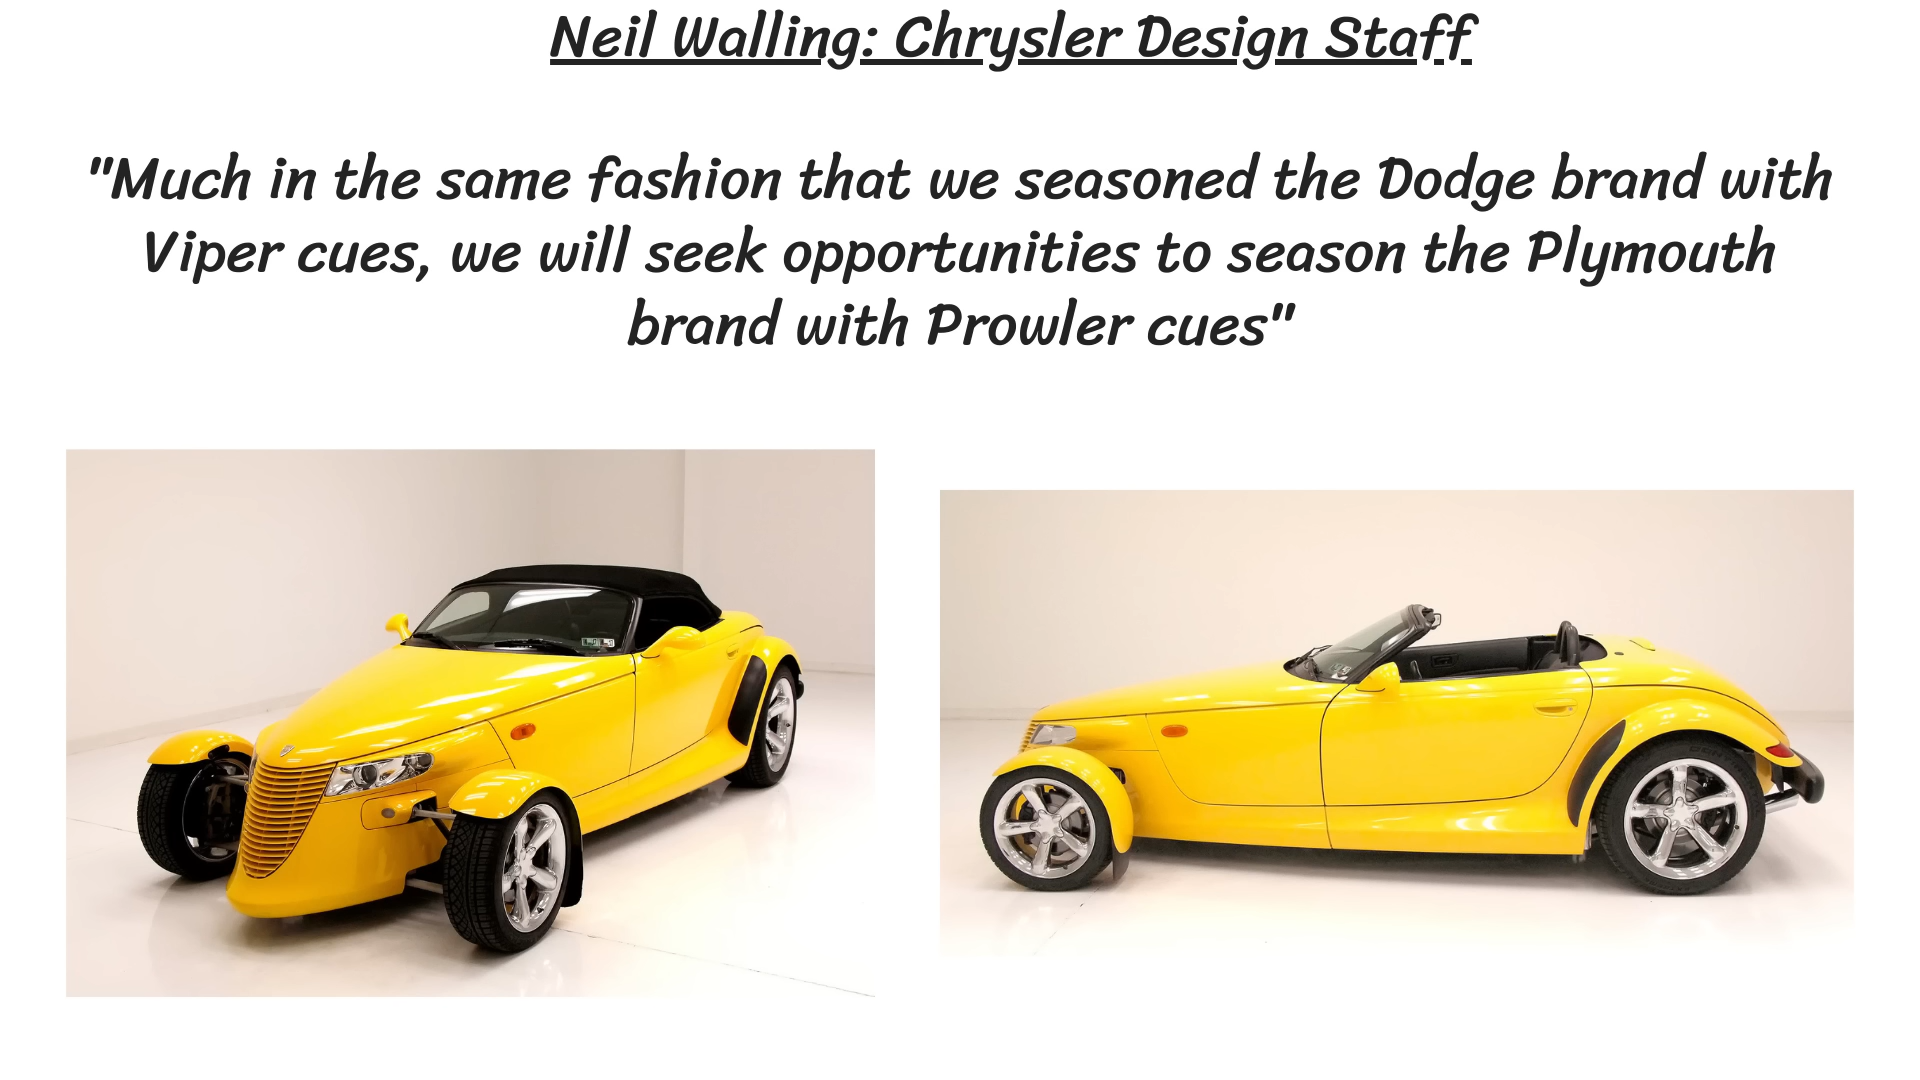 Neil Walling: Chrysler Design Staff
"Much in the same fashion that we seasoned the Dodge brand with
Viper cues, we will seek opportunities to season the Plymouth
brand with Prowler cues"